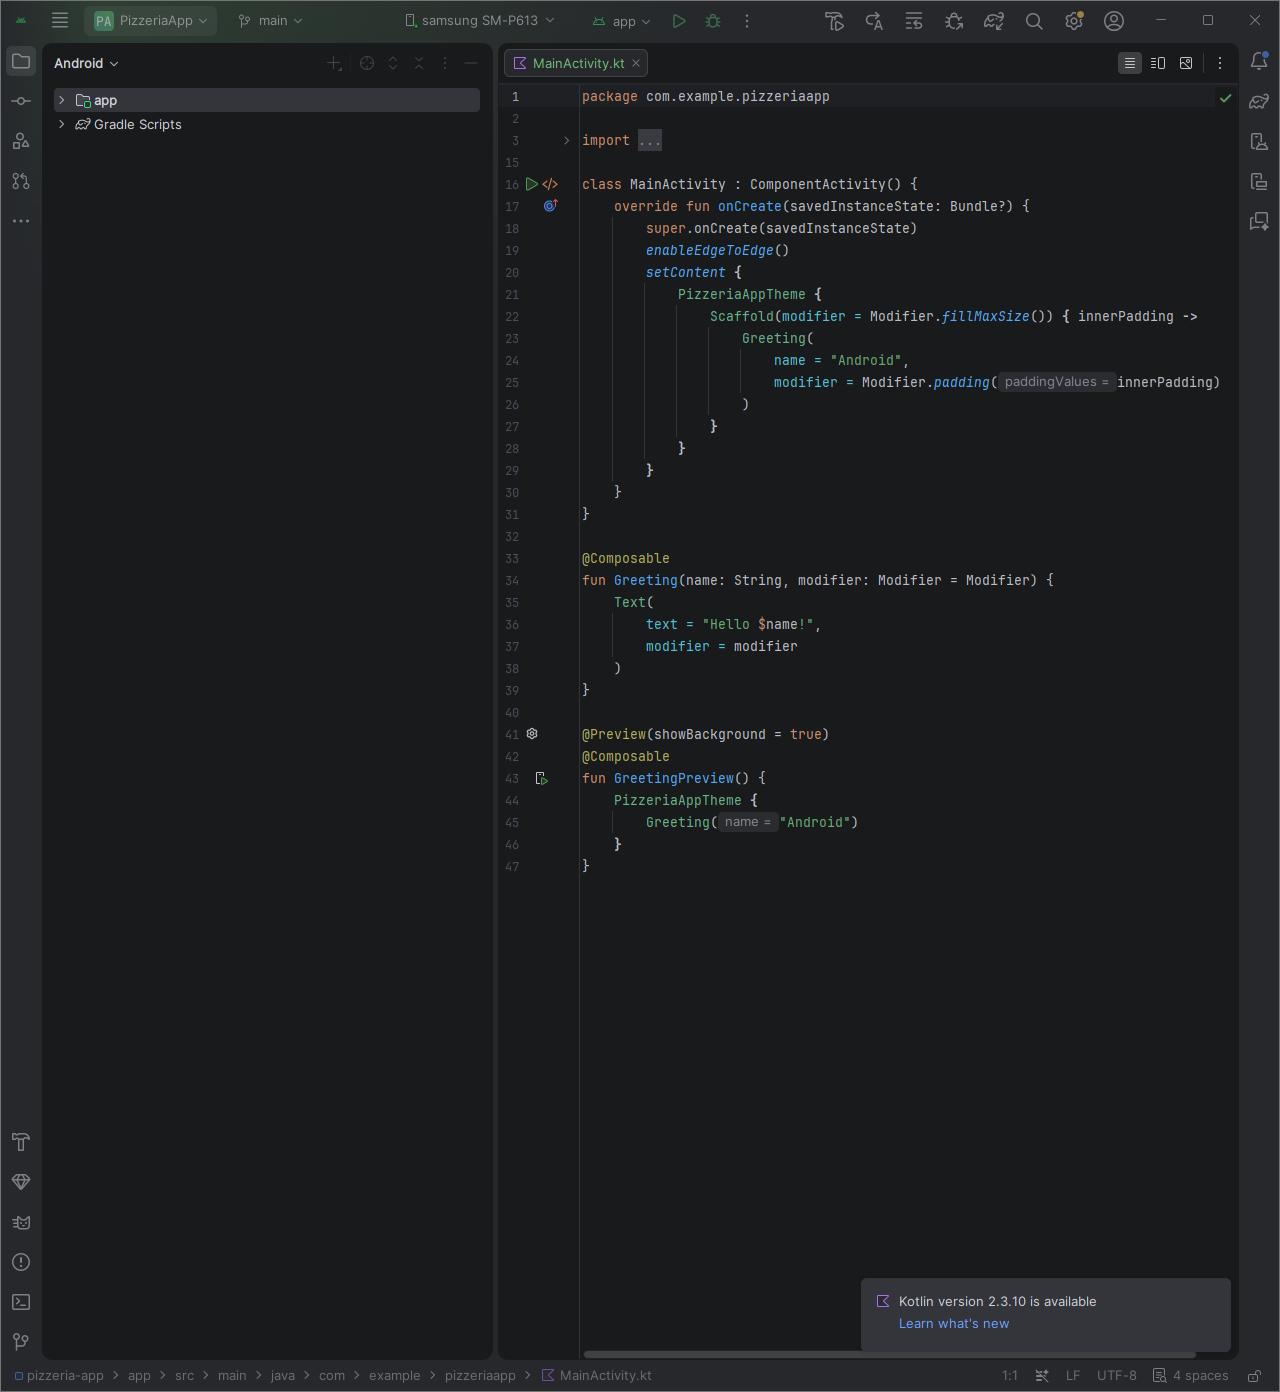 PA PizzeriaApp main samsung SM-P613 app
Android
MainActivity.kt
app
Gradle Scripts
1 package com.example.pizzeriaapp
2
3 import ...
15
16 class MainActivity : ComponentActivity() {
17 override fun onCreate(savedInstanceState: Bundle?) {
18 super.onCreate(savedInstanceState)
19 enableEdgeToEdge()
20 setContent {
21 PizzeriaAppTheme {
22 Scaffold(modifier = Modifier.fillMaxSize()) { innerPadding ->
23 Greeting(
24 name = "Android",
25 modifier = Modifier.padding( paddingValues = innerPadding)
26 )
27 }
28 }
29 }
30 }
31 }
32
33 @Composable
34 fun Greeting(name: String, modifier: Modifier = Modifier) {
35 Text(
36 text = "Hello $name!",
37 modifier = modifier
38 )
39 }
40
41 @Preview(showBackground = true)
42 @Composable
43 fun GreetingPreview() {
44 PizzeriaAppTheme {
45 Greeting( name = "Android")
46 }
47 }
Kotlin version 2.3.10 is available
Learn what's new
pizzeria-app > app > src > main > java > com > example > pizzeriaapp > MainActivity.kt 1:1 LF UTF-8 4 spaces